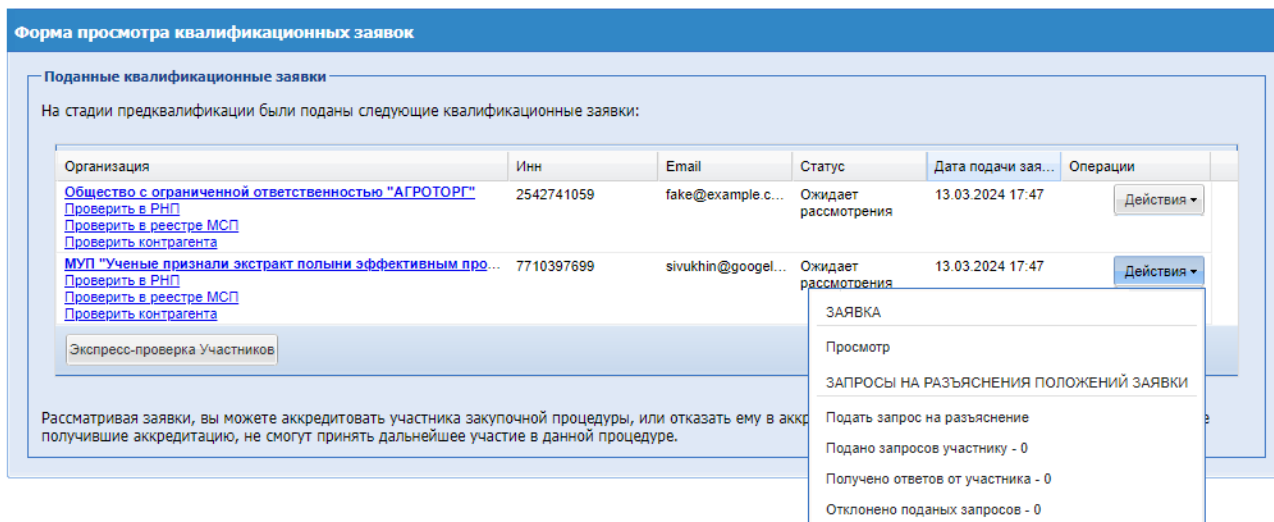 Форма просмотра квалификационных заявок
Поданные квалификационные заявки
На стадии предквалификации были поданы следующие квалификационные заявки:
Организация Инн Email Статус Дата подачи зая... Операции
Общество с ограниченной ответственностью "АГРОТОРГ" 2542741059 fake@example.c... Ожидает 13.03.2024 17:47 Действия
Проверить в РНП рассмотрения
Проверить в реестре МСП
Проверить контрагента
МУП "Ученые признали экстракт полыни эффективным про... 7710397699 sivukhin@googel... Ожидает 13.03.2024 17:47 Действия
Проверить в РНП рассмотрения
Проверить в реестре МСП
Проверить контрагента
ЗАЯВКА
Экспресс-проверка Участников
Просмотр
ЗАПРОСЫ НА РАЗЪЯСНЕНИЯ ПОЛОЖЕНИЙ ЗАЯВКИ
Рассматривая заявки, вы можете аккредитовать участника закупочной процедуры, или отказать ему в
получившие аккредитацию, не смогут принять дальнейшее участие в данной процедуре.
Подать запрос на разъяснение
Подано запросов участнику - 0
Получено ответов от участника - 0
Отклонено поданых запросов - 0